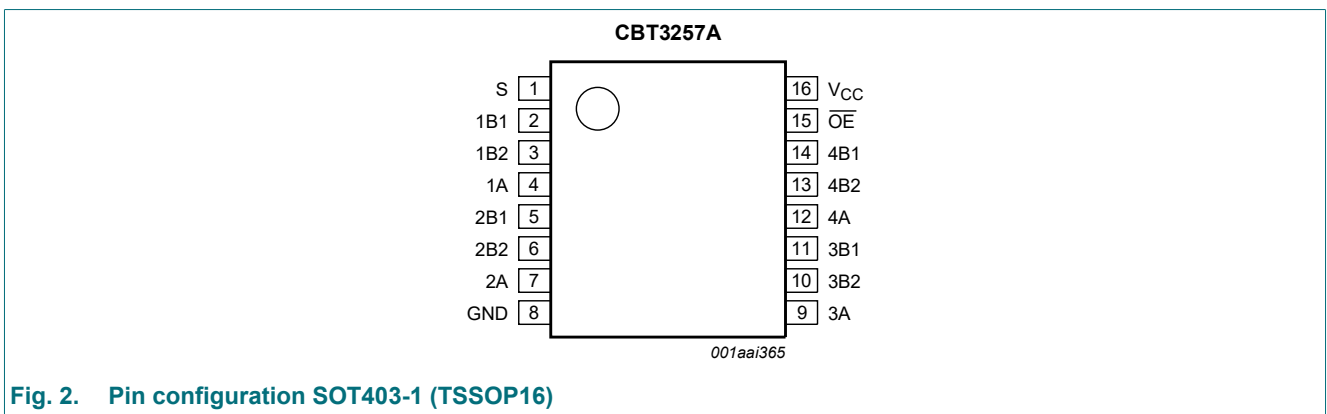 CBT3257A
S 1 16 VCC
1B1 2 15 OE
1B2 3 14 4B1
1A 4 13 4B2
2B1 5 12 4A
2B2 6 11 3B1
2A 7 10 3B2
GND 8 9 3A
001aai365
Fig. 2. Pin configuration SOT403-1 (TSSOP16)